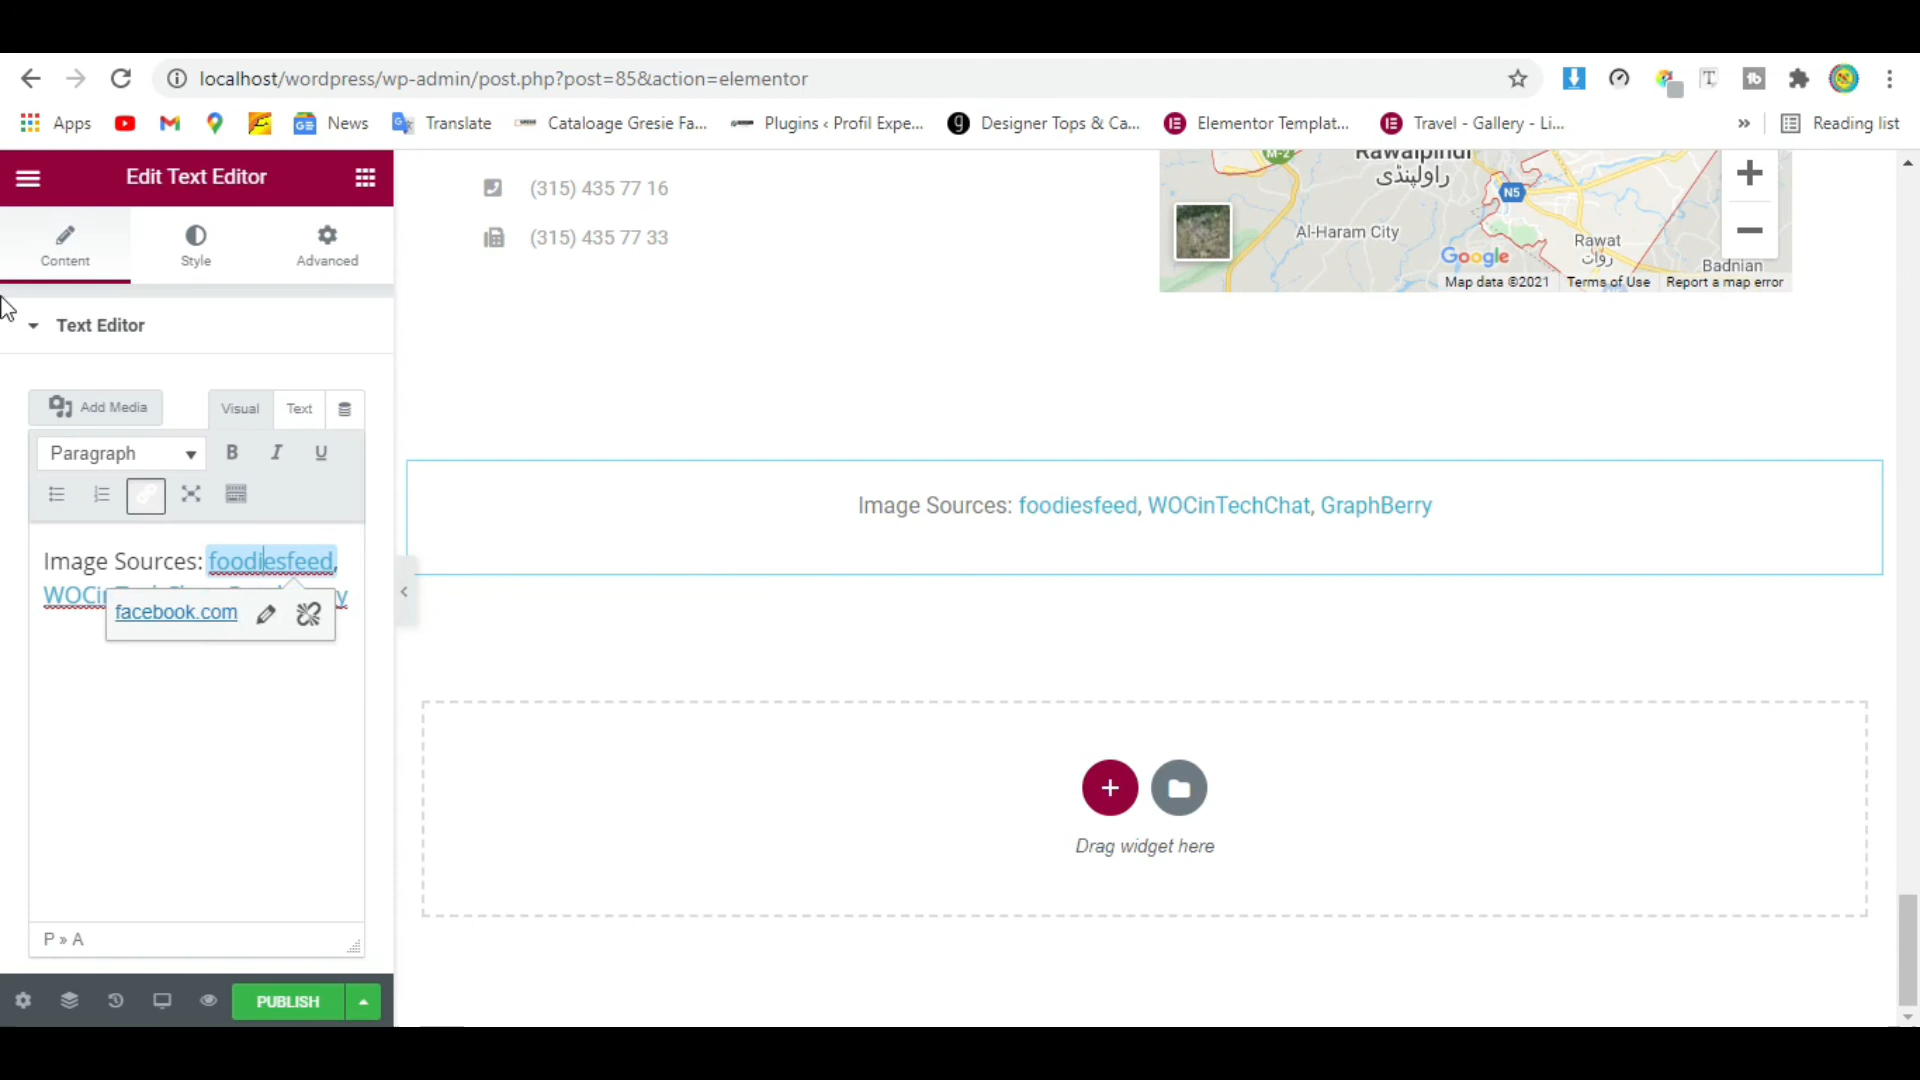 localhost/wordpress/wp-admin/post.php?post=85&action=elementor
Apps
News
Translate
Cataloage Gresie Fa...
Plugins ‹ Profil Expe...
Designer Tops & Ca...
Elementor Templat...
Travel - Gallery - Li...
»
Reading list
Edit Text Editor
Content
Style
Advanced
Text Editor
Add Media
Visual
Text
Paragraph
B
I
U
Image Sources: foodiesfeed,
facebook.com
P » A
PUBLISH
(315) 435 77 16
(315) 435 77 33
M-2
Rawalpindi
راولپنڈی
N5
Al-Haram City
Rawat
روات
Badnian
Google
Map data ©2021
Terms of Use
Report a map error
Image Sources: foodiesfeed, WOCinTechChat, GraphBerry
Drag widget here